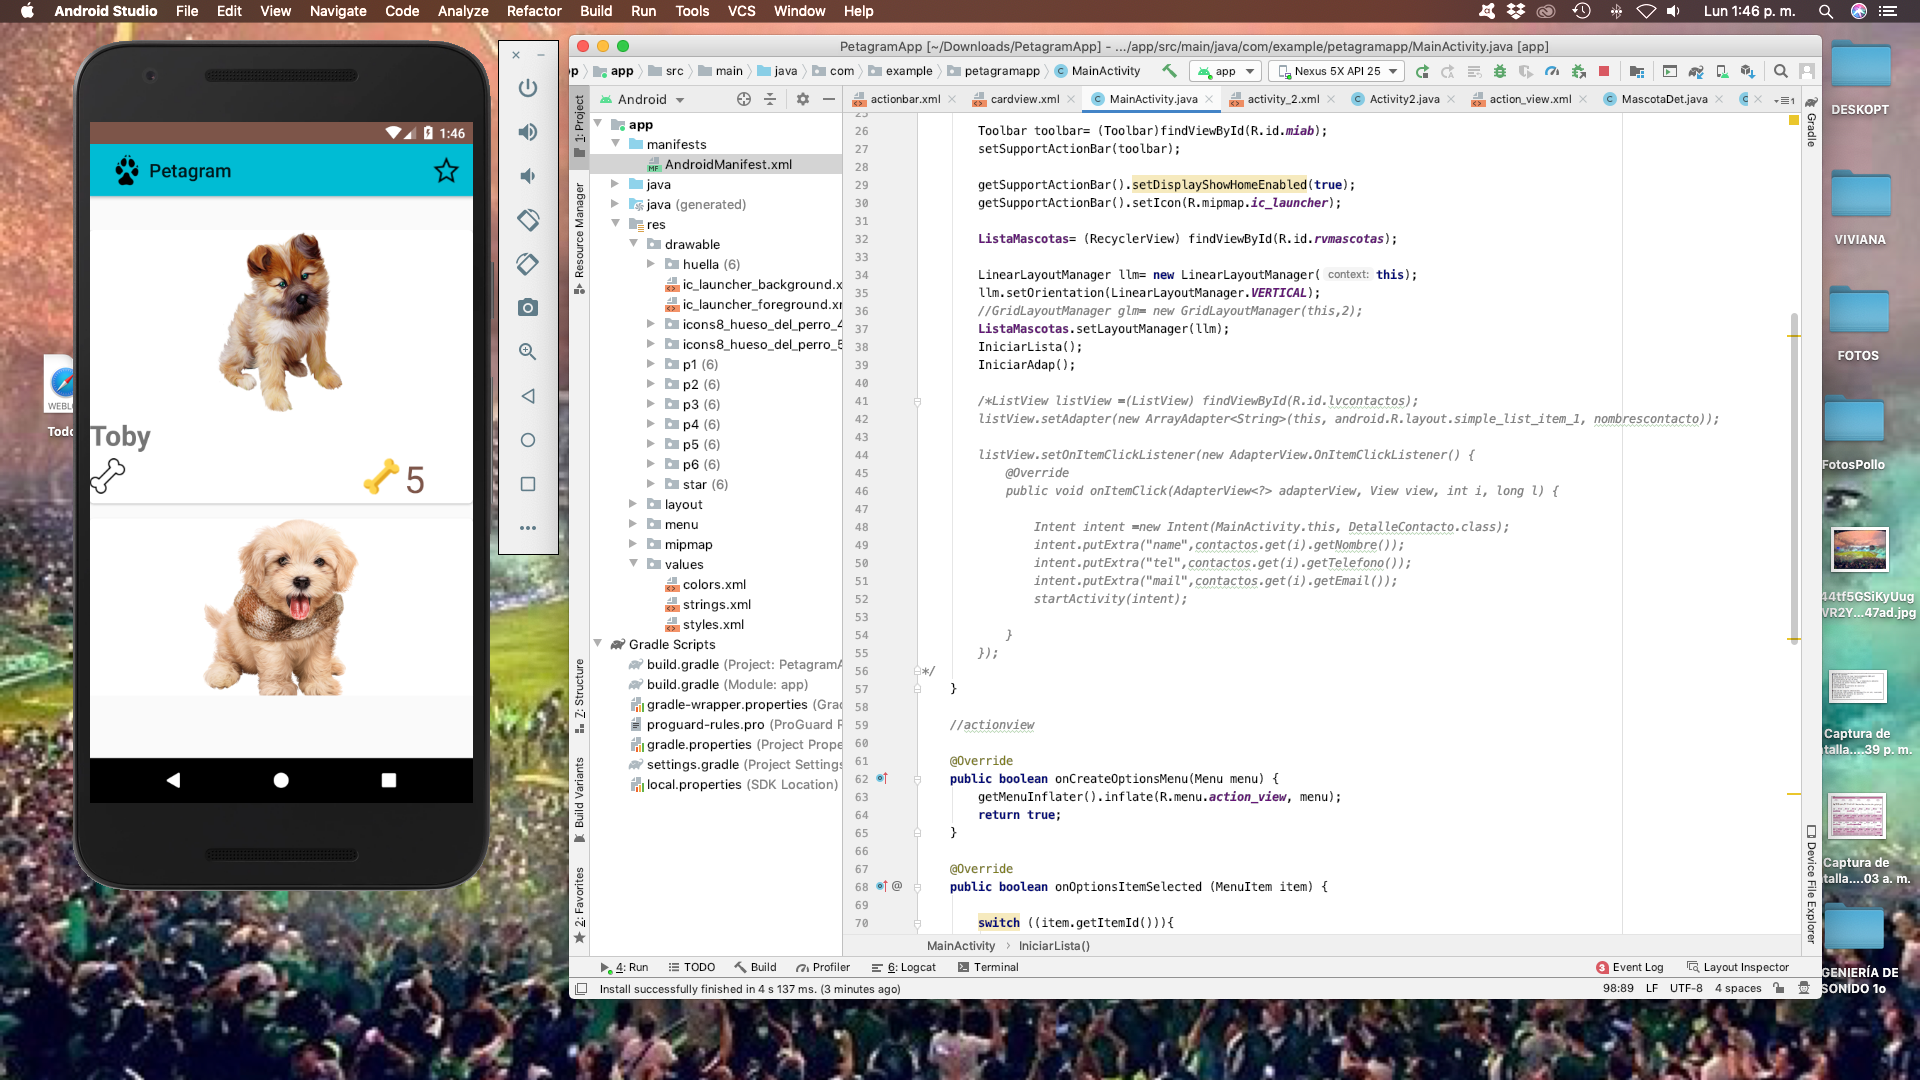 Android Studio File Edit View Navigate Code Analyze Refactor Build Run Tools VCS Window Help
Lun 1:46 p. m.
1:46
Petagram
Toby
5
WEBLO
Todo
PetagramApp [~/Downloads/PetagramApp] - .../app/src/main/java/com/example/petagramapp/MainActivity.java [app]
app src main java com example petagramapp MainActivity
app
Nexus 5X API 25
Android
actionbar.xml
cardview.xml
MainActivity.java
activity_2.xml
Activity2.java
action_view.xml
MascotaDet.java
1
1: Project
Resource Manager
7: Structure
Build Variants
2: Favorites
app
manifests
AndroidManifest.xml
java
java (generated)
res
drawable
huella (6)
ic_launcher_background.x
ic_launcher_foreground.xr
icons8_hueso_del_perro_4
icons8_hueso_del_perro_5
p1 (6)
p2 (6)
p3 (6)
p4 (6)
p5 (6)
p6 (6)
star (6)
layout
menu
mipmap
values
colors.xml
strings.xml
styles.xml
Gradle Scripts
build.gradle (Project: PetagramA
build.gradle (Module: app)
gradle-wrapper.properties (Grad
proguard-rules.pro (ProGuard R
gradle.properties (Project Prope
settings.gradle (Project Settings
local.properties (SDK Location)
25
26 Toolbar toolbar= (Toolbar)findViewById(R.id.miab);
27 setSupportActionBar(toolbar);
28
29 getSupportActionBar().setDisplayShowHomeEnabled(true);
30 getSupportActionBar().setIcon(R.mipmap.ic_launcher);
31
32 ListaMascotas= (RecyclerView) findViewById(R.id.rvmascotas);
33
34 LinearLayoutManager llm= new LinearLayoutManager( context: this);
35 llm.setOrientation(LinearLayoutManager.VERTICAL);
36 //GridLayoutManager glm= new GridLayoutManager(this,2);
37 ListaMascotas.setLayoutManager(llm);
38 IniciarLista();
39 IniciarAdap();
40
41 /*ListView listView =(ListView) findViewById(R.id.lvcontactos);
42 listView.setAdapter(new ArrayAdapter<String>(this, android.R.layout.simple_list_item_1, nombrescontacto));
43
44 listView.setOnItemClickListener(new AdapterView.OnItemClickListener() {
45 @Override
46 public void onItemClick(AdapterView<?> adapterView, View view, int i, long l) {
47
48 Intent intent =new Intent(MainActivity.this, DetalleContacto.class);
49 intent.putExtra("name",contactos.get(i).getNombre());
50 intent.putExtra("tel",contactos.get(i).getTelefono());
51 intent.putExtra("mail",contactos.get(i).getEmail());
52 startActivity(intent);
53
54 }
55 });
56 */
57 }
58
59 //actionview
60
61 @Override
62 public boolean onCreateOptionsMenu(Menu menu) {
63 getMenuInflater().inflate(R.menu.action_view, menu);
64 return true;
65 }
66
67 @Override
68 @ public boolean onOptionsItemSelected (MenuItem item) {
69
70 switch ((item.getItemId())){
MainActivity › IniciarLista()
Gradle
Device File Explorer
4: Run TODO Build Profiler 6: Logcat Terminal
3 Event Log Layout Inspector
Install successfully finished in 4 s 137 ms. (3 minutes ago)
98:89 LF UTF-8 4 spaces
DESKOPT
VIVIANA
FOTOS
FotosPollo
44tf5GSiKyUug
VR2Y...47ad.jpg
Captura de
talla....39 p. m.
Captura de
talla....03 a. m.
GENIERÍA DE
SONIDO 1o